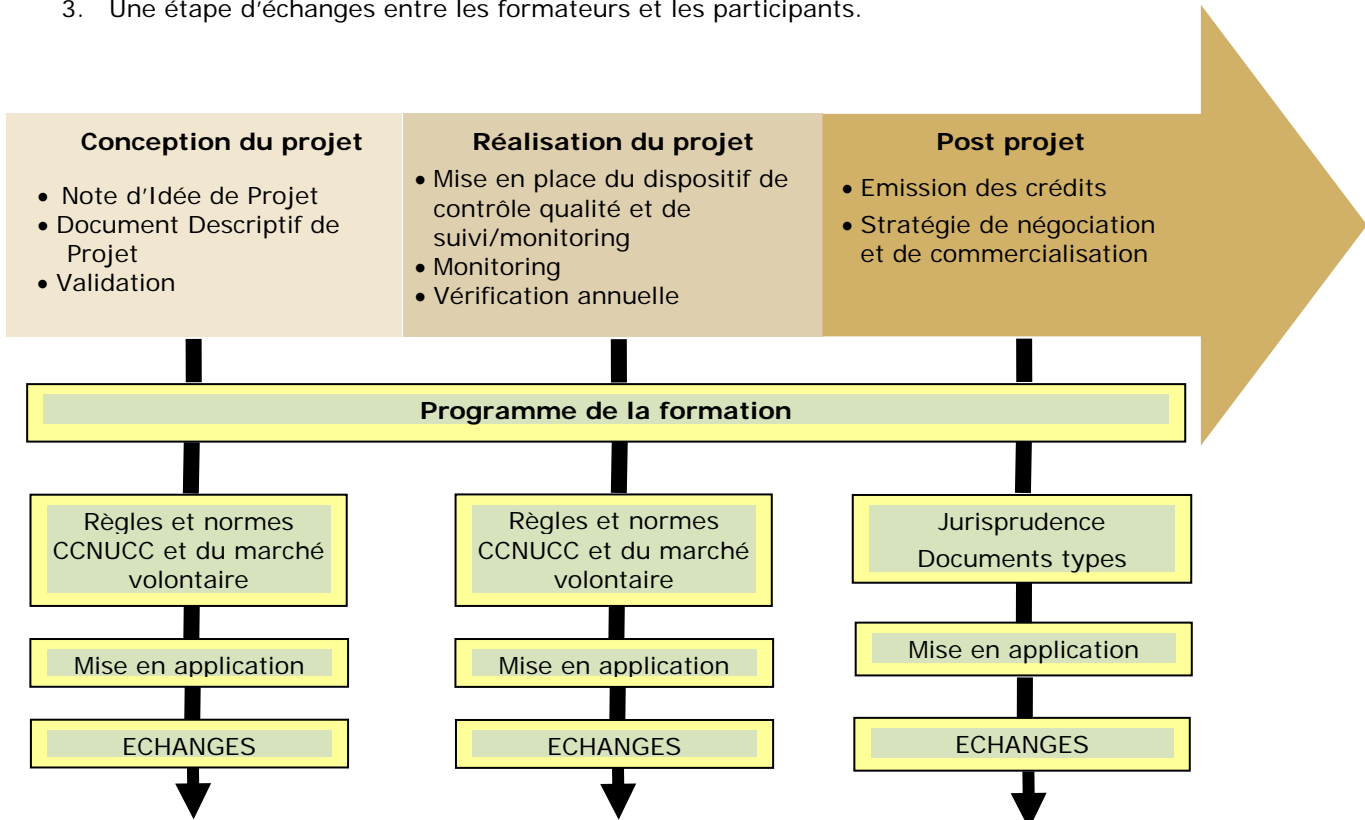 3. Une étape d'échanges entre les formateurs et les participants.
Conception du projet
• Note d'Idée de Projet
• Document Descriptif de
Projet
• Validation
Réalisation du projet
• Mise en place du dispositif de
contrôle qualité et de
suivi/monitoring
• Monitoring
• Vérification annuelle
Post projet
• Emission des crédits
• Stratégie de négociation
et de commercialisation
Programme de la formation
Règles et normes
CCNUCC et du marché
volontaire
Mise en application
ECHANGES
Règles et normes
CCNUCC et du marché
volontaire
Mise en application
ECHANGES
Jurisprudence
Documents types
Mise en application
ECHANGES